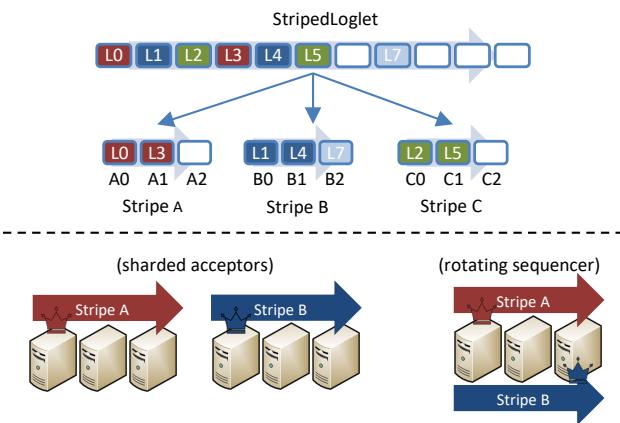 StripedLoglet
L0 L1 L2 L3 L4 L5 L7
L0 L3 L1 L4 L7 L2 L5
A0 A1 A2 B0 B1 B2 C0 C1 C2
Stripe A Stripe B Stripe C
(sharded acceptors) (rotating sequencer)
Stripe A Stripe B Stripe A
Stripe B